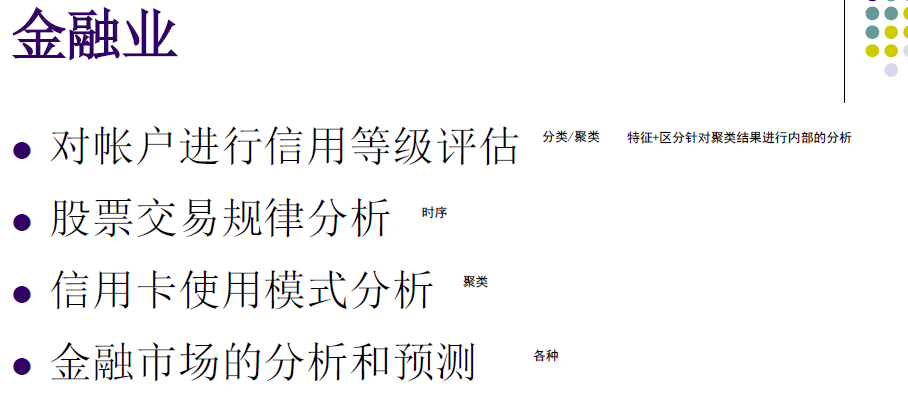 金融业
对帐户进行信用等级评估 分类/聚类 特征+区分针对聚类结果进行内部的分析
股票交易规律分析 时序
信用卡使用模式分析 聚类
金融市场的分析和预测 各种